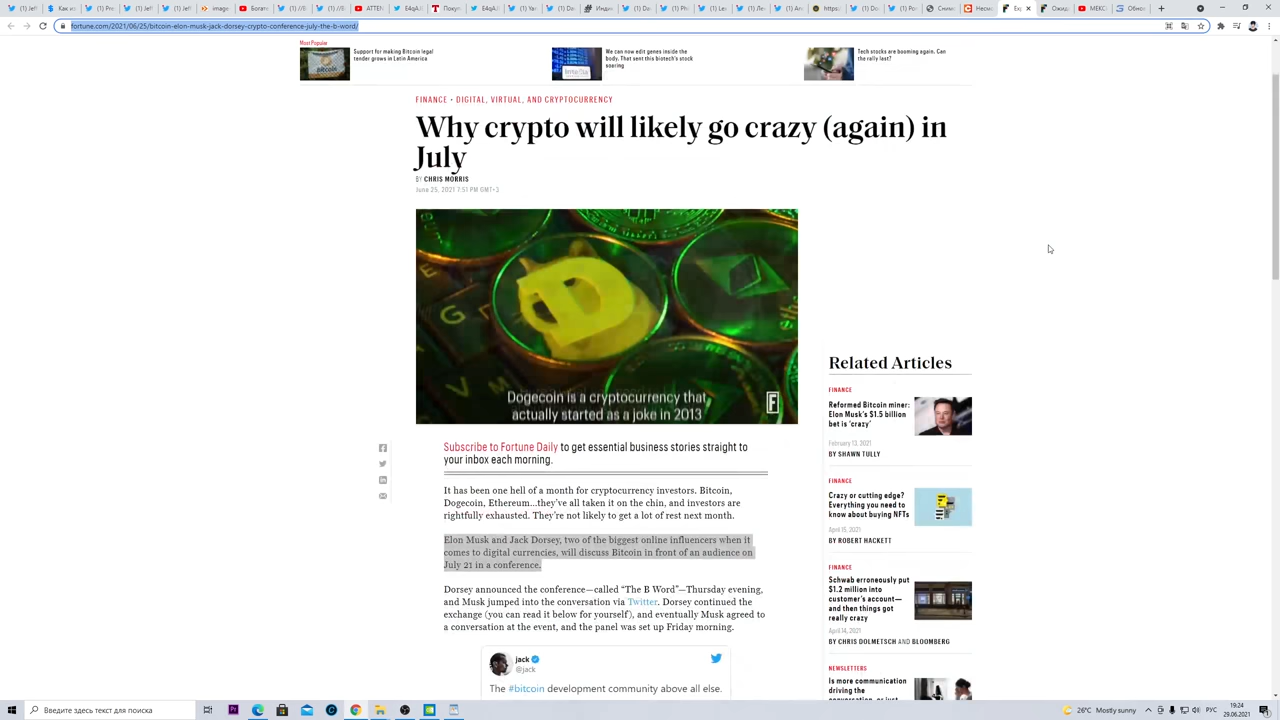 fortune.com/2021/06/25/bitcoin-elon-musk-jack-dorsey-crypto-conference-july-the-b-word/
Most Popular
Support for making Bitcoin legal
tender grows in Latin America
We can now edit genes inside the
body. That sent this biotech's stock
soaring
Tech stocks are booming again. Can
the rally last?
FINANCE • DIGITAL, VIRTUAL, AND CRYPTOCURRENCY
Why crypto will likely go crazy (again) in
July
BY CHRIS MORRIS
June 25, 2021 7:51 PM GMT+3
Dogecoin is a cryptocurrency that
actually started as a joke in 2013
F
Subscribe to Fortune Daily to get essential business stories straight to
your inbox each morning.
It has been one hell of a month for cryptocurrency investors. Bitcoin,
Dogecoin, Ethereum...they've all taken it on the chin, and investors are
rightfully exhausted. They're not likely to get a lot of rest next month.
Elon Musk and Jack Dorsey, two of the biggest online influencers when it
comes to digital currencies, will discuss Bitcoin in front of an audience on
July 21 in a conference.
Dorsey announced the conference—called “The B Word”—Thursday evening,
and Musk jumped into the conversation via Twitter. Dorsey continued the
exchange (you can read it below for yourself), and eventually Musk agreed to
a conversation at the event, and the panel was set up Friday morning.
jack
@jack
The #bitcoin development community above all else.
Related Articles
FINANCE
Reformed Bitcoin miner:
Elon Musk's $1.5 billion
bet is 'crazy'
February 13, 2021
BY SHAWN TULLY
FINANCE
Crazy or cutting edge?
Everything you need to
know about buying NFTs
April 15, 2021
BY ROBERT HACKETT
FINANCE
Schwab erroneously put
$1.2 million into
customer's account—
and then things got
really crazy
April 14, 2021
BY CHRIS DOLMETSCH AND BLOOMBERG
NEWSLETTERS
Is more communication
driving the
Введите здесь текст для поиска
26°C Mostly sunny
РУС
19:24
29.06.2021